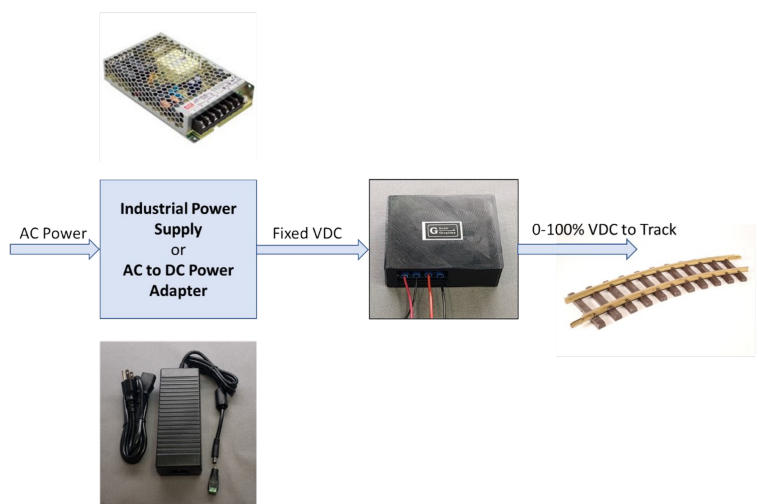 AC Power
Industrial Power
Supply
or
AC to DC Power
Adapter
Fixed VDC
G
0-100% VDC to Track